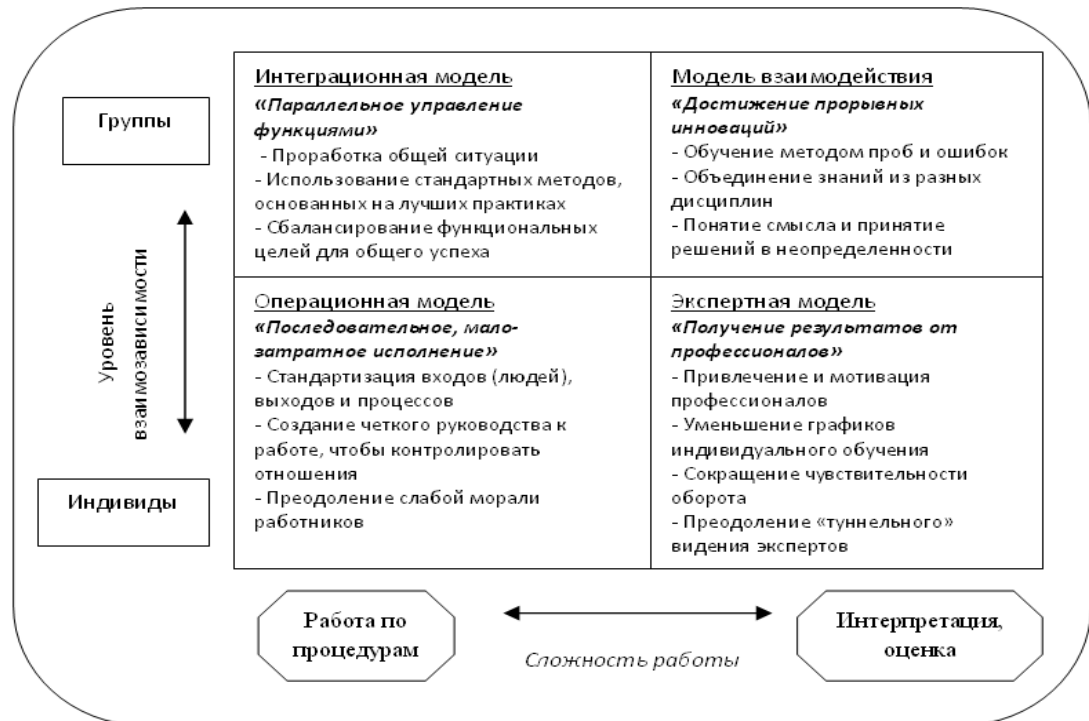 Группы
Уровень
взаимозависимости
Индивиды
Интеграционная модель
«Параллельное управление
функциями»
- Проработка общей ситуации
- Использование стандартных методов,
основанных на лучших практиках
- Сбалансирование функциональных
целей для общего успеха
Модель взаимодействия
«Достижение прорывных
инноваций»
- Обучение методом проб и ошибок
- Объединение знаний из разных
дисциплин
- Понятие смысла и принятие
решений в неопределенности
Операционная модель
«Последовательное, мало-
затратное исполнение»
- Стандартизация входов (людей),
выходов и процессов
- Создание четкого руководства к
работе, чтобы контролировать
отношения
- Преодоление слабой морали
работников
Экспертная модель
«Получение результатов от
профессионалов»
- Привлечение и мотивация
профессионалов
- Уменьшение графиков
индивидуального обучения
- Сокращение чувствительности
оборота
- Преодоление «туннельного»
видения экспертов
Работа по
процедурам
Сложность работы
Интерпретация,
оценка